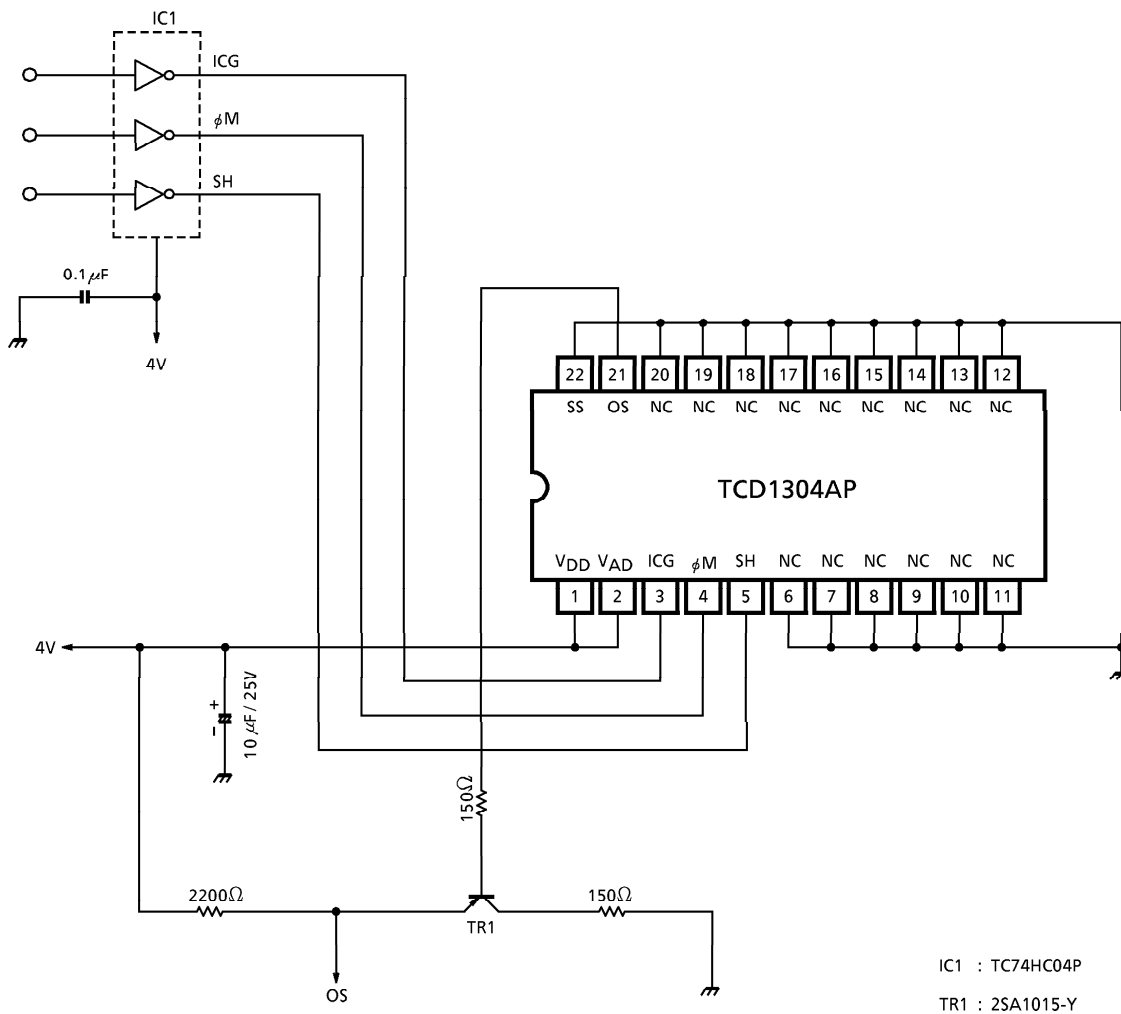 IC1
ICG
ϕM
SH
0.1μF
4V
22 21 20 19 18 17 16 15 14 13 12
SS OS NC NC NC NC NC NC NC NC NC
TCD1304AP
VDD VAD ICG ϕM SH NC NC NC NC NC NC
1 2 3 4 5 6 7 8 9 10 11
4V
+
-
10 μF / 25V
150Ω
2200Ω
TR1
150Ω
OS
IC1 : TC74HC04P
TR1 : 2SA1015-Y